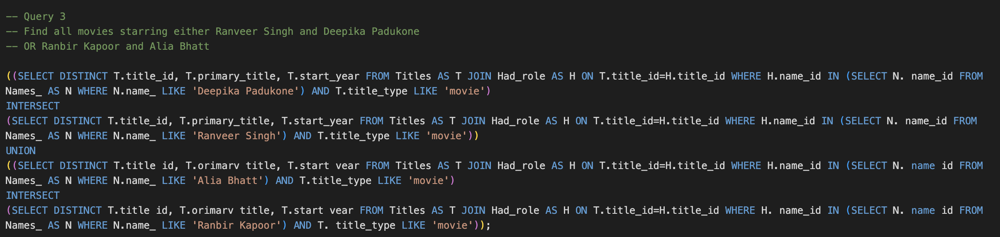 -- Query 3
-- Find all movies starring either Ranveer Singh and Deepika Padukone
-- OR Ranbir Kapoor and Alia Bhatt
((SELECT DISTINCT T.title_id, T.primary_title, T.start_year FROM Titles AS T JOIN Had_role AS H ON T.title_id=H.title_id WHERE H.name_id IN (SELECT N. name_id FROM
Names_ AS N WHERE N.name_ LIKE 'Deepika Padukone') AND T.title_type LIKE 'movie')
INTERSECT
(SELECT DISTINCT T.title_id, T.primary_title, T.start_year FROM Titles AS T JOIN Had_role AS H ON T.title_id=H.title_id WHERE H.name_id IN (SELECT N. name_id FROM
Names_ AS N WHERE N.name_ LIKE 'Ranveer Singh') AND T.title_type LIKE 'movie'))
UNION
((SELECT DISTINCT T.title id, T.orimarv title, T.start vear FROM Titles AS T JOIN Had_role AS H ON T.title_id=H.title_id WHERE H.name_id IN (SELECT N. name id FROM
Names_ AS N WHERE N.name_ LIKE 'Alia Bhatt') AND T.title_type LIKE 'movie')
INTERSECT
(SELECT DISTINCT T.title id, T.orimarv title, T.start vear FROM Titles AS T JOIN Had_role AS H ON T.title_id=H.title_id WHERE H. name_id IN (SELECT N. name id FROM
Names_ AS N WHERE N.name_ LIKE 'Ranbir Kapoor') AND T. title_type LIKE 'movie'));